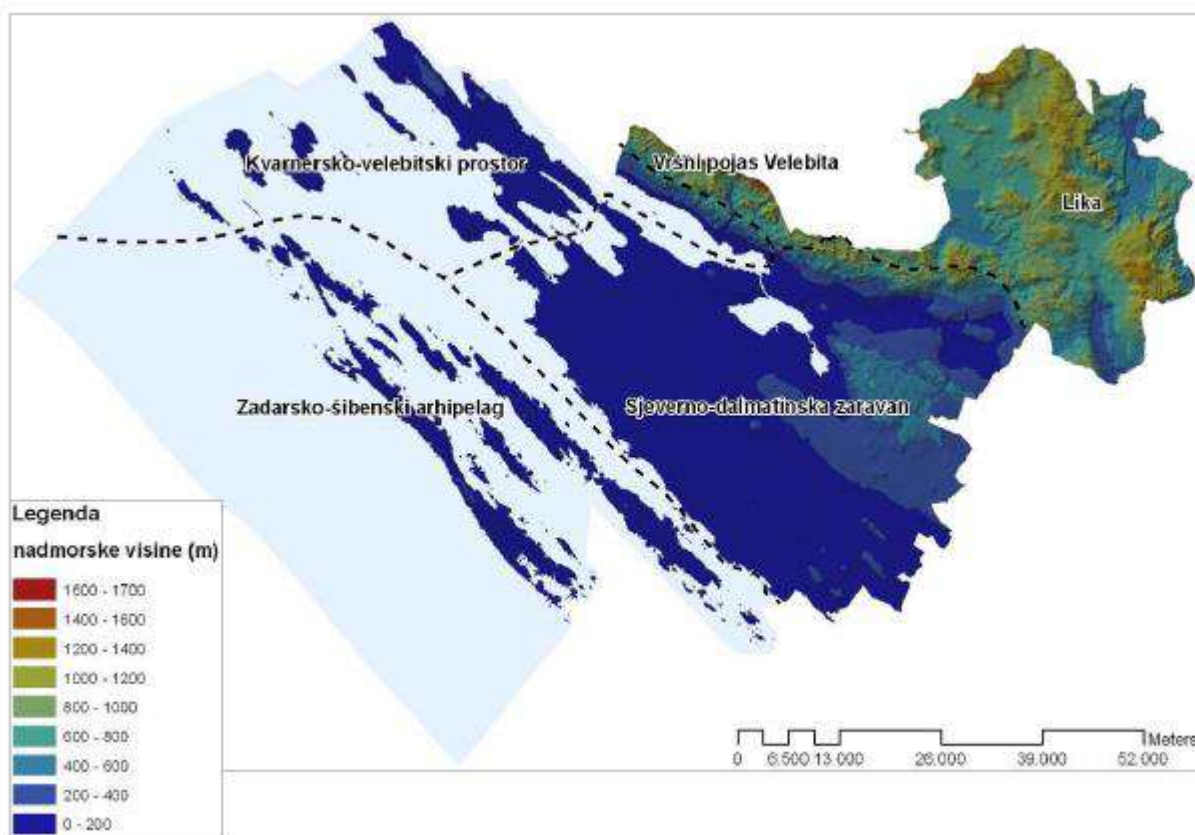 Kvarnersko-velebitski prostor
Vršni pojas Velebita
Lika
Zadarsko-šibenski arhipelag
Sjeverno-dalmatinska zaravan
Legenda
nadmorske visine (m)
1600 - 1700
1400 - 1600
1200 - 1400
1000 - 1200
800 - 1000
600 - 800
400 - 600
200 - 400
0 - 200
Meters
0 6.500 13.000 26.000 39.000 52.000